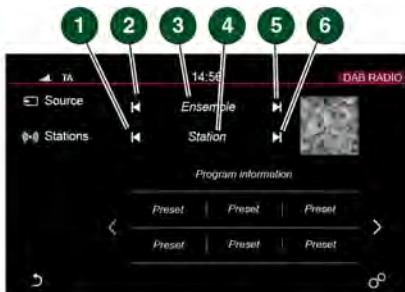 1 2 3 4 5 6
TA 14:56 DAB RADIO
Source Ensemble
Stations Station
Program information
Preset Preset Preset
Preset Preset Preset